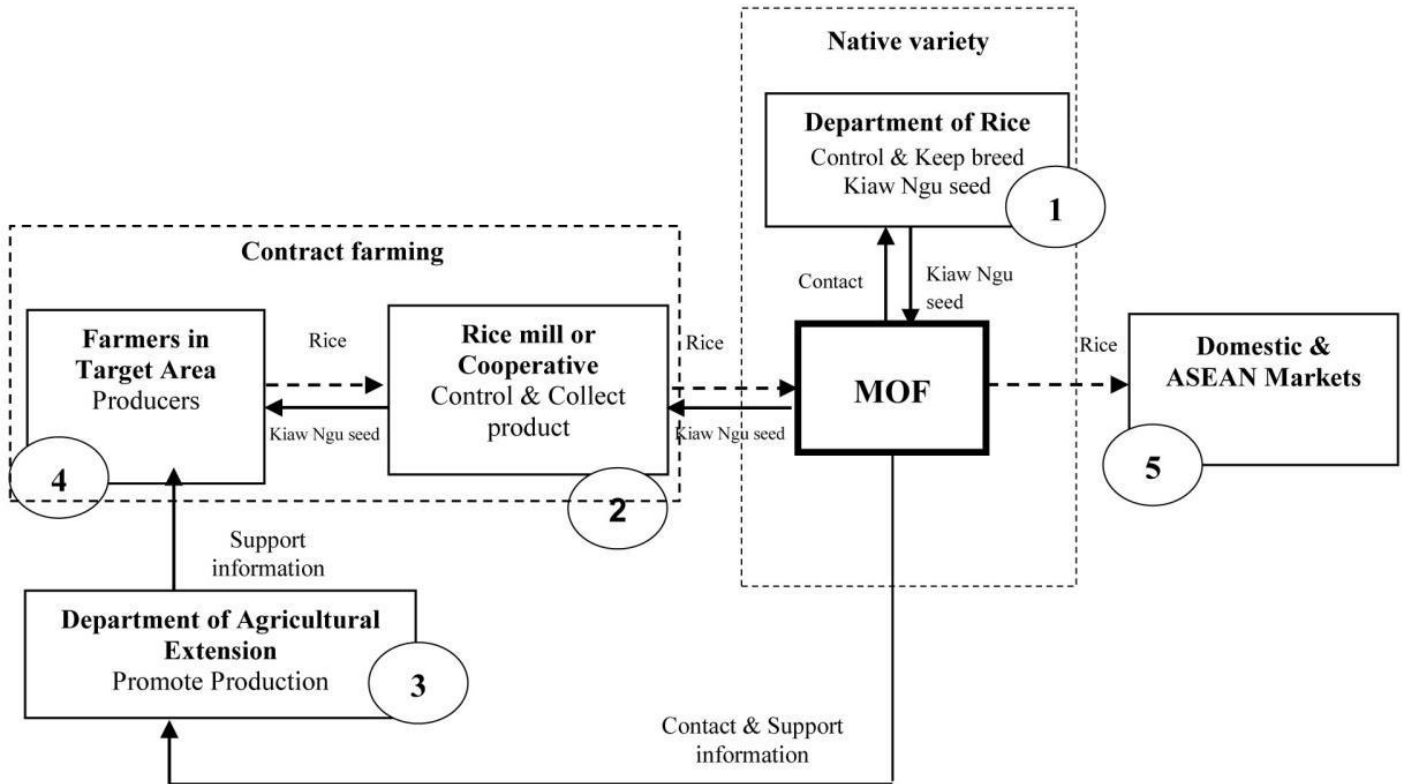 Native variety
Department of Rice
Control & Keep breed
Kiaw Ngu seed
1
Contract farming
Contact
Kiaw Ngu
seed
Farmers in
Target Area
Producers
4
Rice
Kiaw Ngu seed
Rice mill or
Cooperative
Control & Collect
product
2
Rice
Kiaw Ngu seed
MOF
Rice
Domestic &
ASEAN Markets
5
Support
information
Department of Agricultural
Extension
Promote Production
3
Contact & Support
information